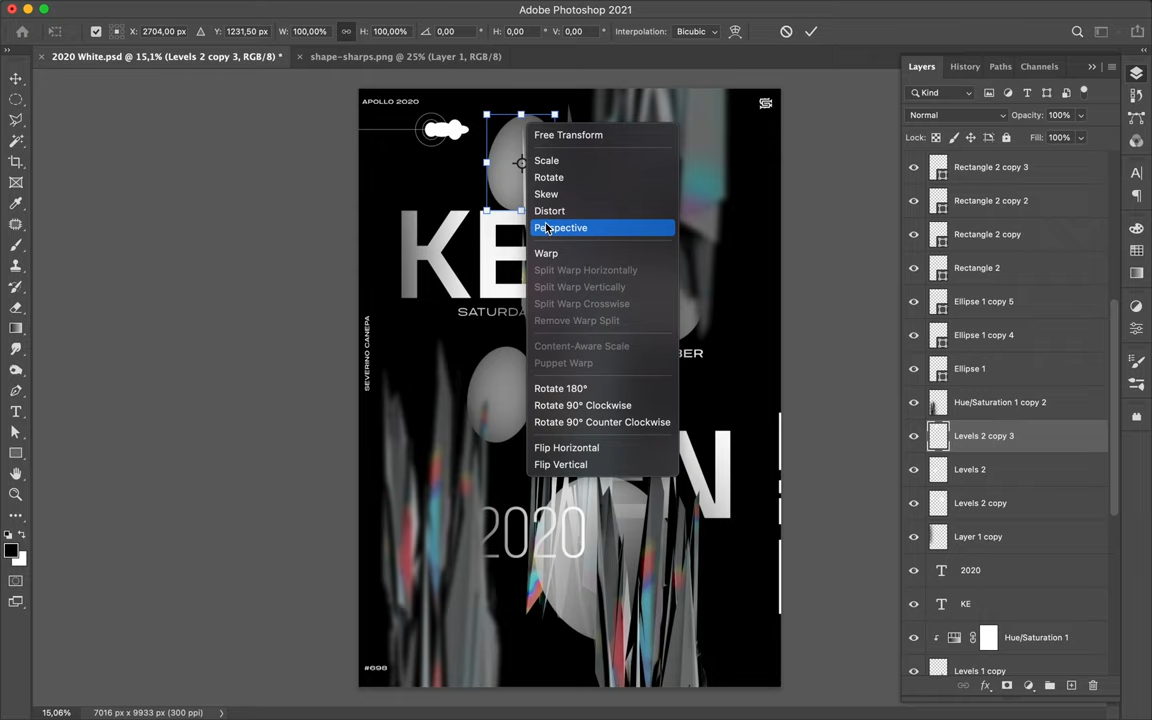 Adobe Photoshop 2021
X: 2704,00 px
Y: 1231,50 px
W: 100,00%
H: 100,00%
0,00 °
H: 0,00 °
V: 0,00 °
Interpolation: Bicubic
2020 White.psd @ 15,1% (Levels 2 copy 3, RGB/8) *
shape-sharps.png @ 25% (Layer 1, RGB/8)
APOLLO 2020
KE
SATURDA
BER
SEVERINO CANEPA
N
2020
#698
Free Transform
Scale
Rotate
Skew
Distort
Perspective
Warp
Split Warp Horizontally
Split Warp Vertically
Split Warp Crosswise
Remove Warp Split
Content-Aware Scale
Puppet Warp
Rotate 180°
Rotate 90° Clockwise
Rotate 90° Counter Clockwise
Flip Horizontal
Flip Vertical
Layers
History
Paths
Channels
Kind
Normal
Opacity: 100%
Lock:
Fill: 100%
Rectangle 2 copy 3
Rectangle 2 copy 2
Rectangle 2 copy
Rectangle 2
Ellipse 1 copy 5
Ellipse 1 copy 4
Ellipse 1
Hue/Saturation 1 copy 2
Levels 2 copy 3
Levels 2
Levels 2 copy
Layer 1 copy
T 2020
T KE
Hue/Saturation 1
Levels 1 copy
fx
15,06%
7016 px x 9933 px (300 ppi)